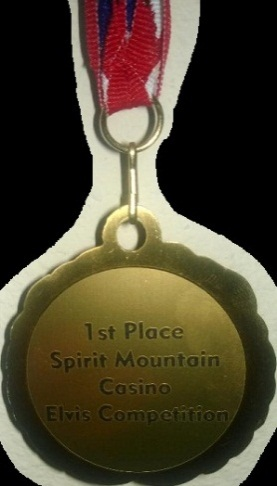 1st Place
Spirit Mountain
Casino
Elvis Competition